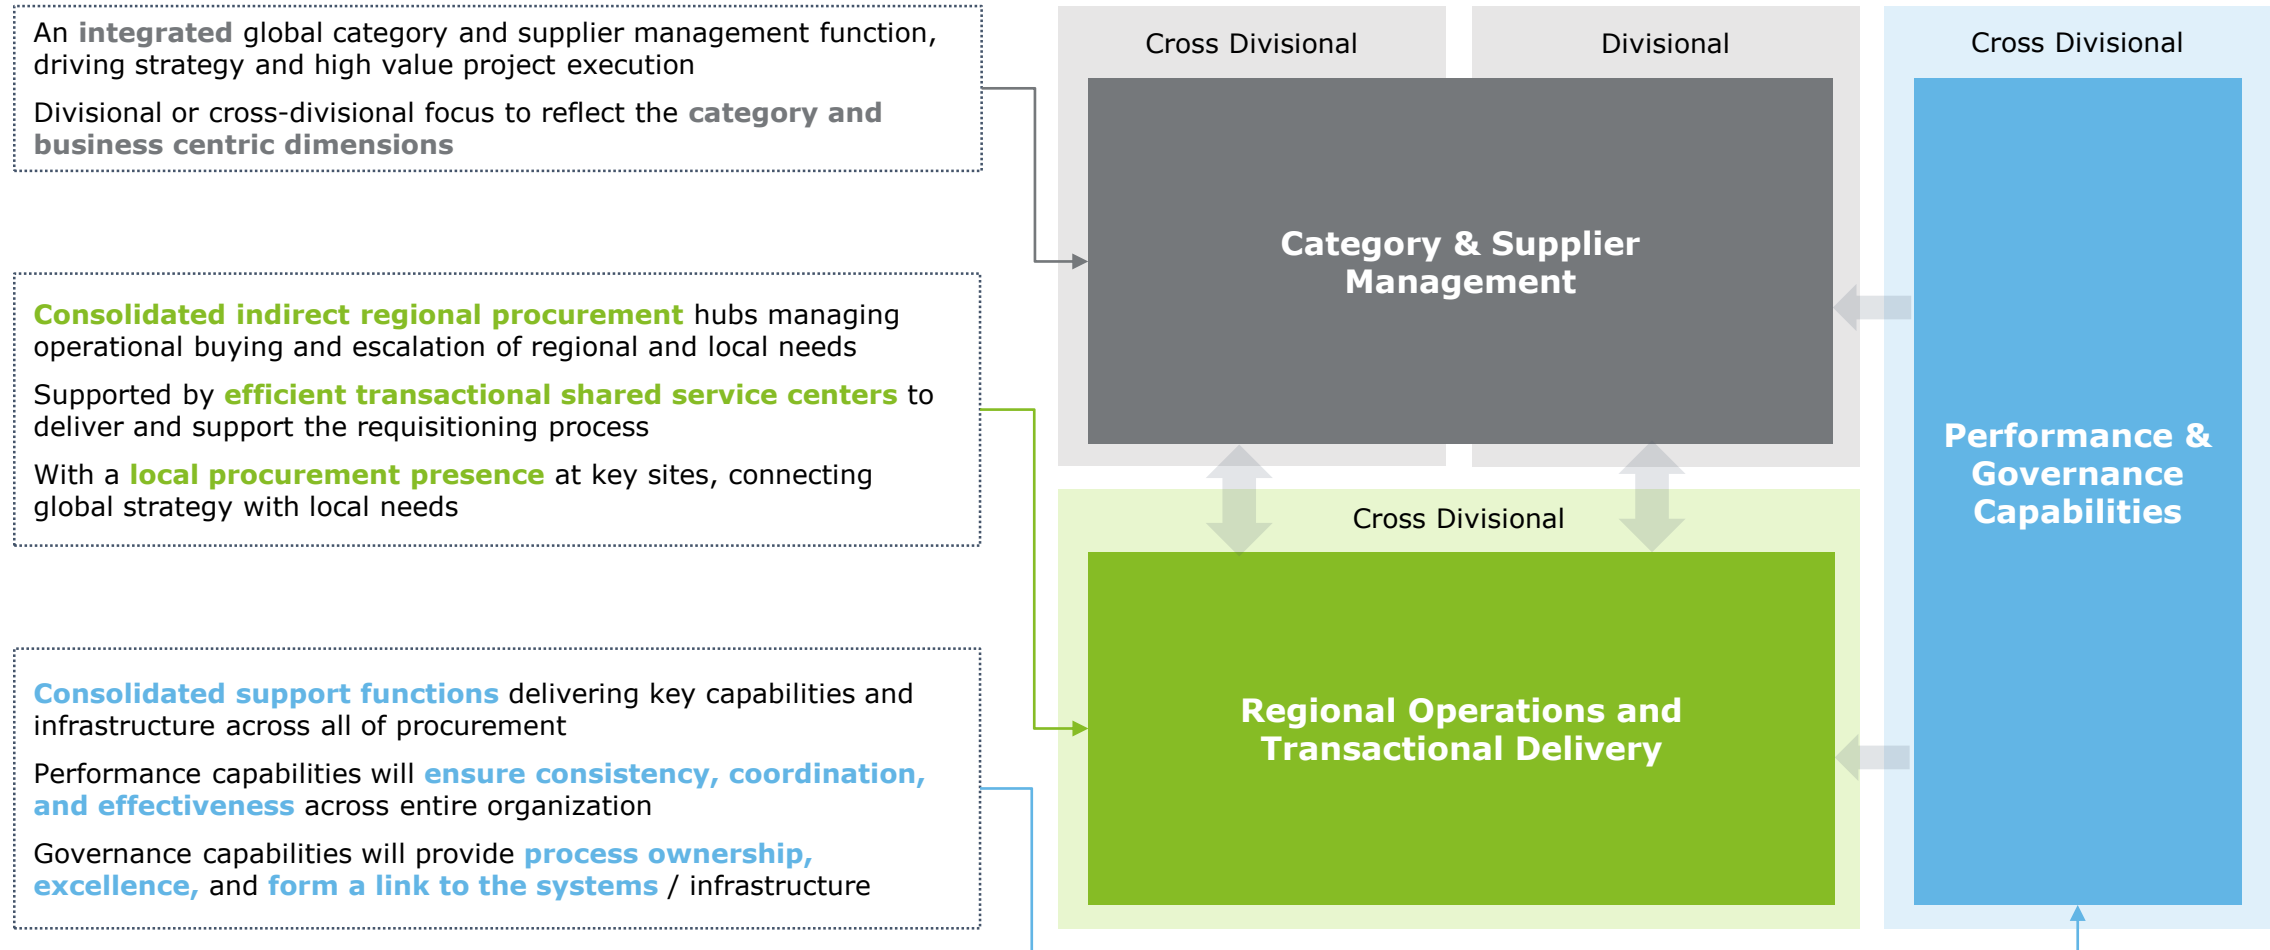 An integrated global category and supplier management function,
driving strategy and high value project execution
Divisional or cross-divisional focus to reflect the category and
business centric dimensions
Consolidated indirect regional procurement hubs managing
operational buying and escalation of regional and local needs
Supported by efficient transactional shared service centers to
deliver and support the requisitioning process
With a local procurement presence at key sites, connecting
global strategy with local needs
Consolidated support functions delivering key capabilities and
infrastructure across all of procurement
Performance capabilities will ensure consistency, coordination,
and effectiveness across entire organization
Governance capabilities will provide process ownership,
excellence, and form a link to the systems / infrastructure
Cross Divisional
Divisional
Category & Supplier
Management
Cross Divisional
Regional Operations and
Transactional Delivery
Cross Divisional
Performance &
Governance
Capabilities